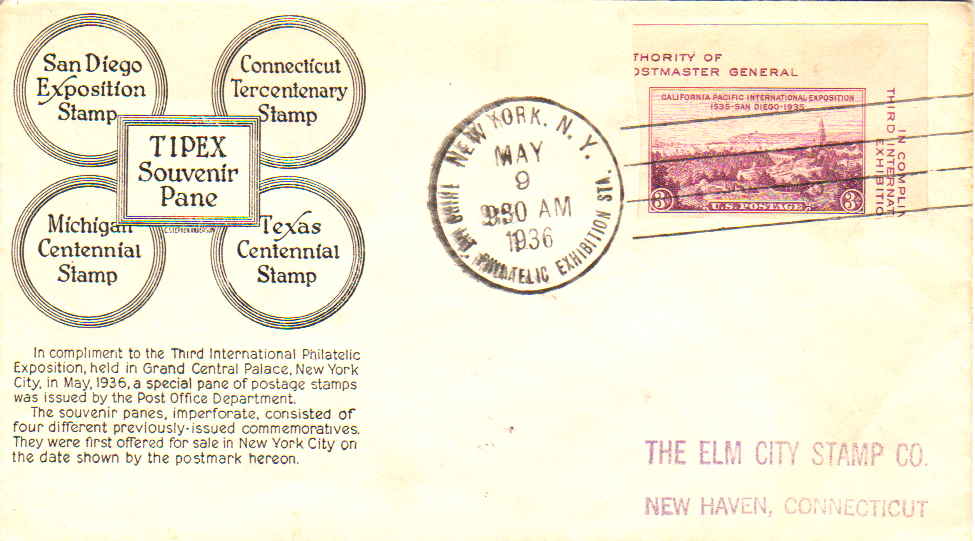 San Diego
Exposition
Stamp
Connecticut
Tercentenary
Stamp
TIPEX
Souvenir
Pane
Michigan
Centennial
Stamp
Texas
Centennial
Stamp
In compliment to the Third International Philatelic
Exposition, held in Grand Central Palace, New York
City, in May, 1936, a special pane of postage stamps
was issued by the Post Office Department.
The souvenir panes, imperforate, consisted of
four different previously-issued commemoratives.
They were first offered for sale in New York City on
the date shown by the postmark hereon.
NEW YORK, N.Y.
MAY
9
9:30 AM
1936
THIRD INT. PHILATELIC EXHIBITION STA.
THORITY OF
OSTMASTER GENERAL
CALIFORNIA PACIFIC INTERNATIONAL EXPOSITION
1535-SAN DIEGO-1935
3¢ U.S. POSTAGE 3¢
IN COMPLIN
THIRD INTERNAT
EXHIBITIO
THE ELM CITY STAMP CO.
NEW HAVEN, CONNECTICUT